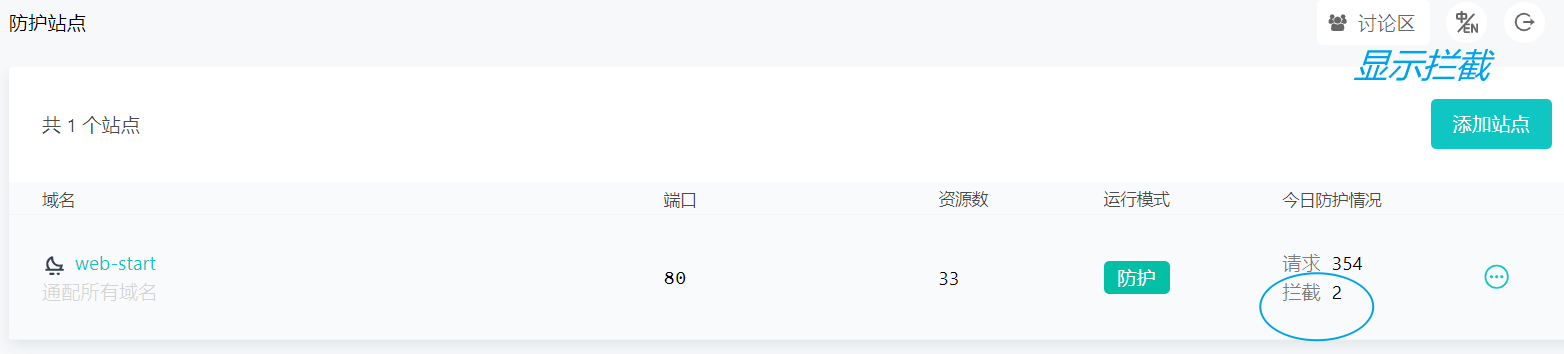 防护站点
讨论区
中/EN
显示拦截
共 1 个站点
添加站点
域名 端口 资源数 运行模式 今日防护情况
web-start
通配所有域名
80
33
防护
请求 354
拦截 2